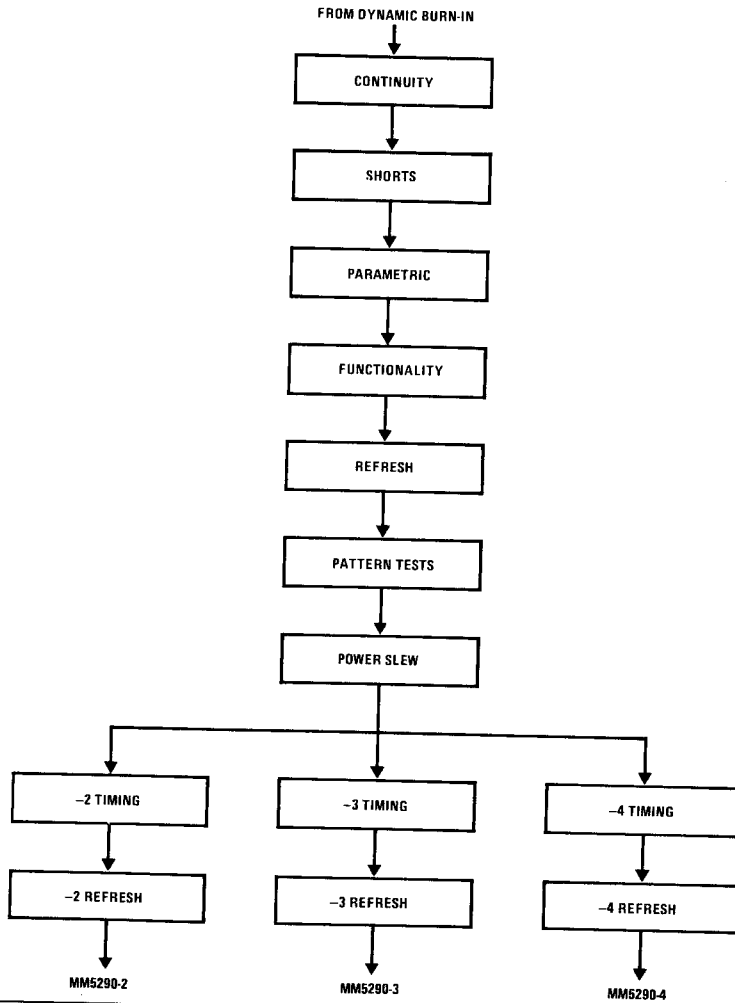 FROM DYNAMIC BURN-IN
CONTINUITY
SHORTS
PARAMETRIC
FUNCTIONALITY
REFRESH
PATTERN TESTS
POWER SLEW
–2 TIMING
–3 TIMING
–4 TIMING
–2 REFRESH
–3 REFRESH
–4 REFRESH
MM5290-2
MM5290-3
MM5290-4